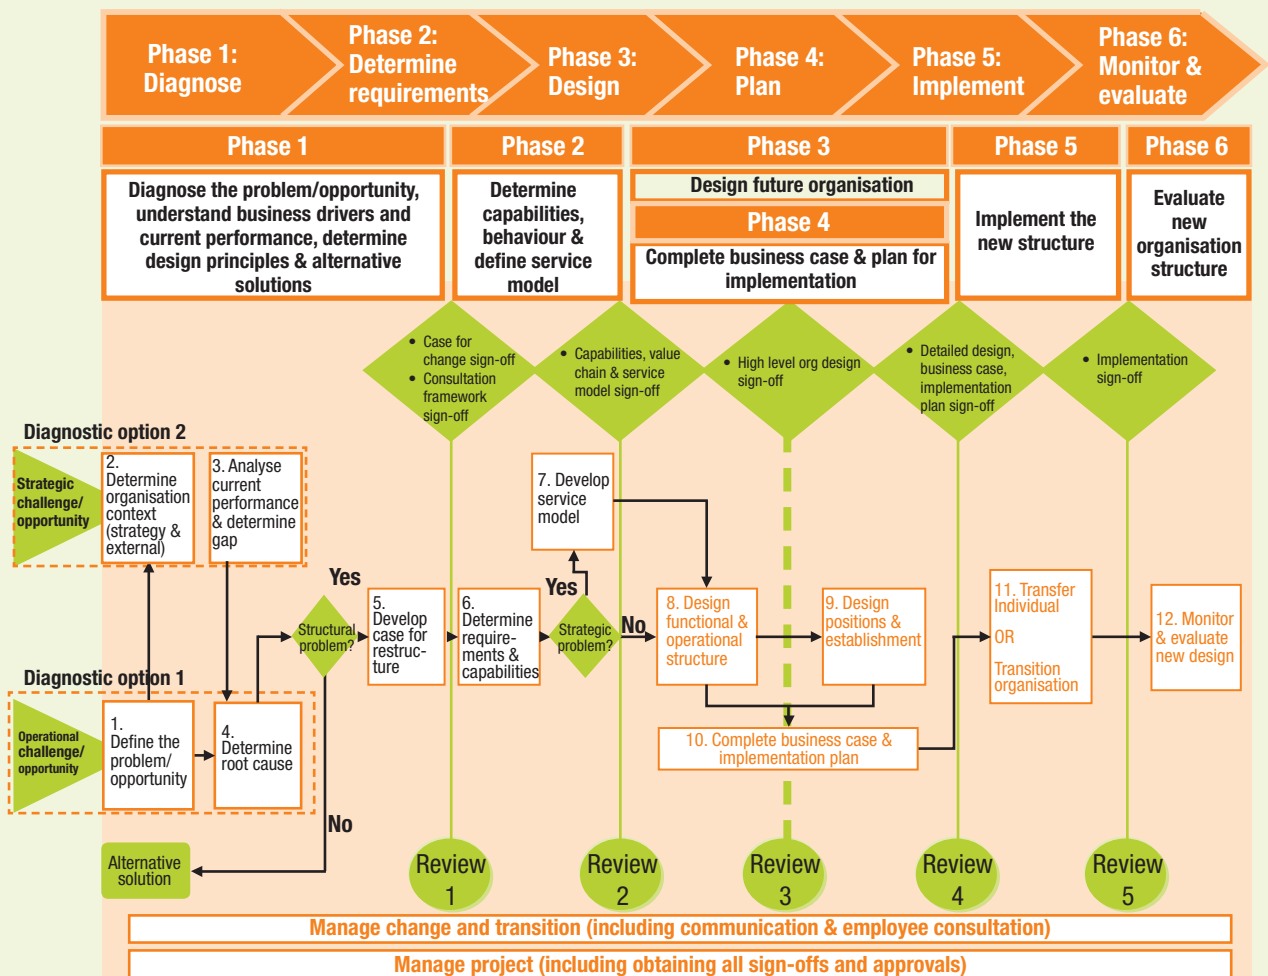 Phase 1:
Diagnose
Phase 2:
Determine
requirements
Phase 3:
Design
Phase 4:
Plan
Phase 5:
Implement
Phase 6:
Monitor &
evaluate
Phase 1
Phase 2
Phase 3
Phase 5
Phase 6
Diagnose the problem/opportunity,
understand business drivers and
current performance, determine
design principles & alternative
solutions
Determine
capabilities,
behaviour &
define service
model
Design future organisation
Phase 4
Complete business case & plan for
implementation
Implement the
new structure
Evaluate
new
organisation
structure
• Case for
change sign-off
• Consultation
framework
sign-off
• Capabilities, value
chain & service
model sign-off
• High level org design
sign-off
• Detailed design,
business case,
implementation
plan sign-off
• Implementation
sign-off
Diagnostic option 2
Strategic
challenge/
opportunity
2.
Determine
organisation
context
(strategy &
external)
3. Analyse
current
performance
& determine
gap
7. Develop
service
model
Yes
Structural
problem?
5.
Develop
case for
restruc-
ture
6.
Determine
require-
ments &
capabilities
Yes
Strategic
problem?
No
8. Design
functional &
operational
structure
9. Design
positions &
establishment
11. Transfer
Individual
OR
Transition
organisation
12. Monitor
& evaluate
new design
Diagnostic option 1
Operational
challenge/
opportunity
1.
Define the
problem/
opportunity
4.
Determine
root cause
10. Complete business case &
implementation plan
No
Alternative
solution
Review
1
Review
2
Review
3
Review
4
Review
5
Manage change and transition (including communication & employee consultation)
Manage project (including obtaining all sign-offs and approvals)